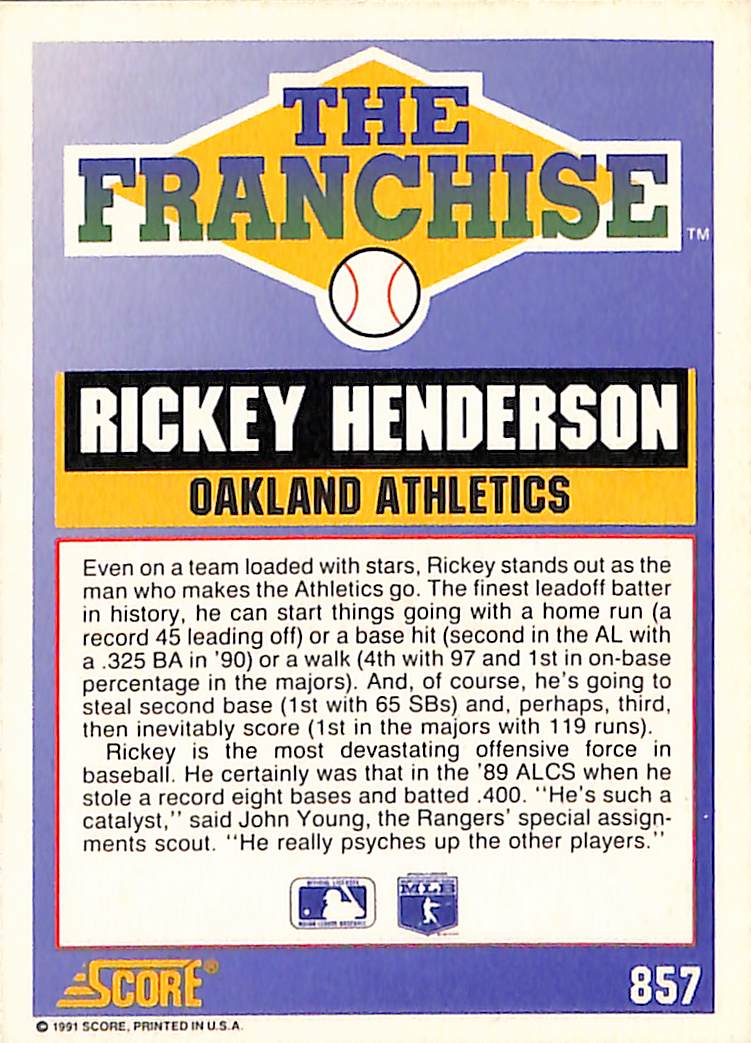 THE
FRANCHISE
TM
RICKEY HENDERSON
OAKLAND ATHLETICS
Even on a team loaded with stars, Rickey stands out as the
man who makes the Athletics go. The finest leadoff batter
in history, he can start things going with a home run (a
record 45 leading off) or a base hit (second in the AL with
a .325 BA in '90) or a walk (4th with 97 and 1st in on-base
percentage in the majors). And, of course, he's going to
steal second base (1st with 65 SBs) and, perhaps, third,
then inevitably score (1st in the majors with 119 runs).
Rickey is the most devastating offensive force in
baseball. He certainly was that in the '89 ALCS when he
stole a record eight bases and batted .400. "He's such a
catalyst," said John Young, the Rangers' special assign-
ments scout. "He really psyches up the other players."
MLB
SCORE®
857
© 1991 SCORE, PRINTED IN U.S.A.